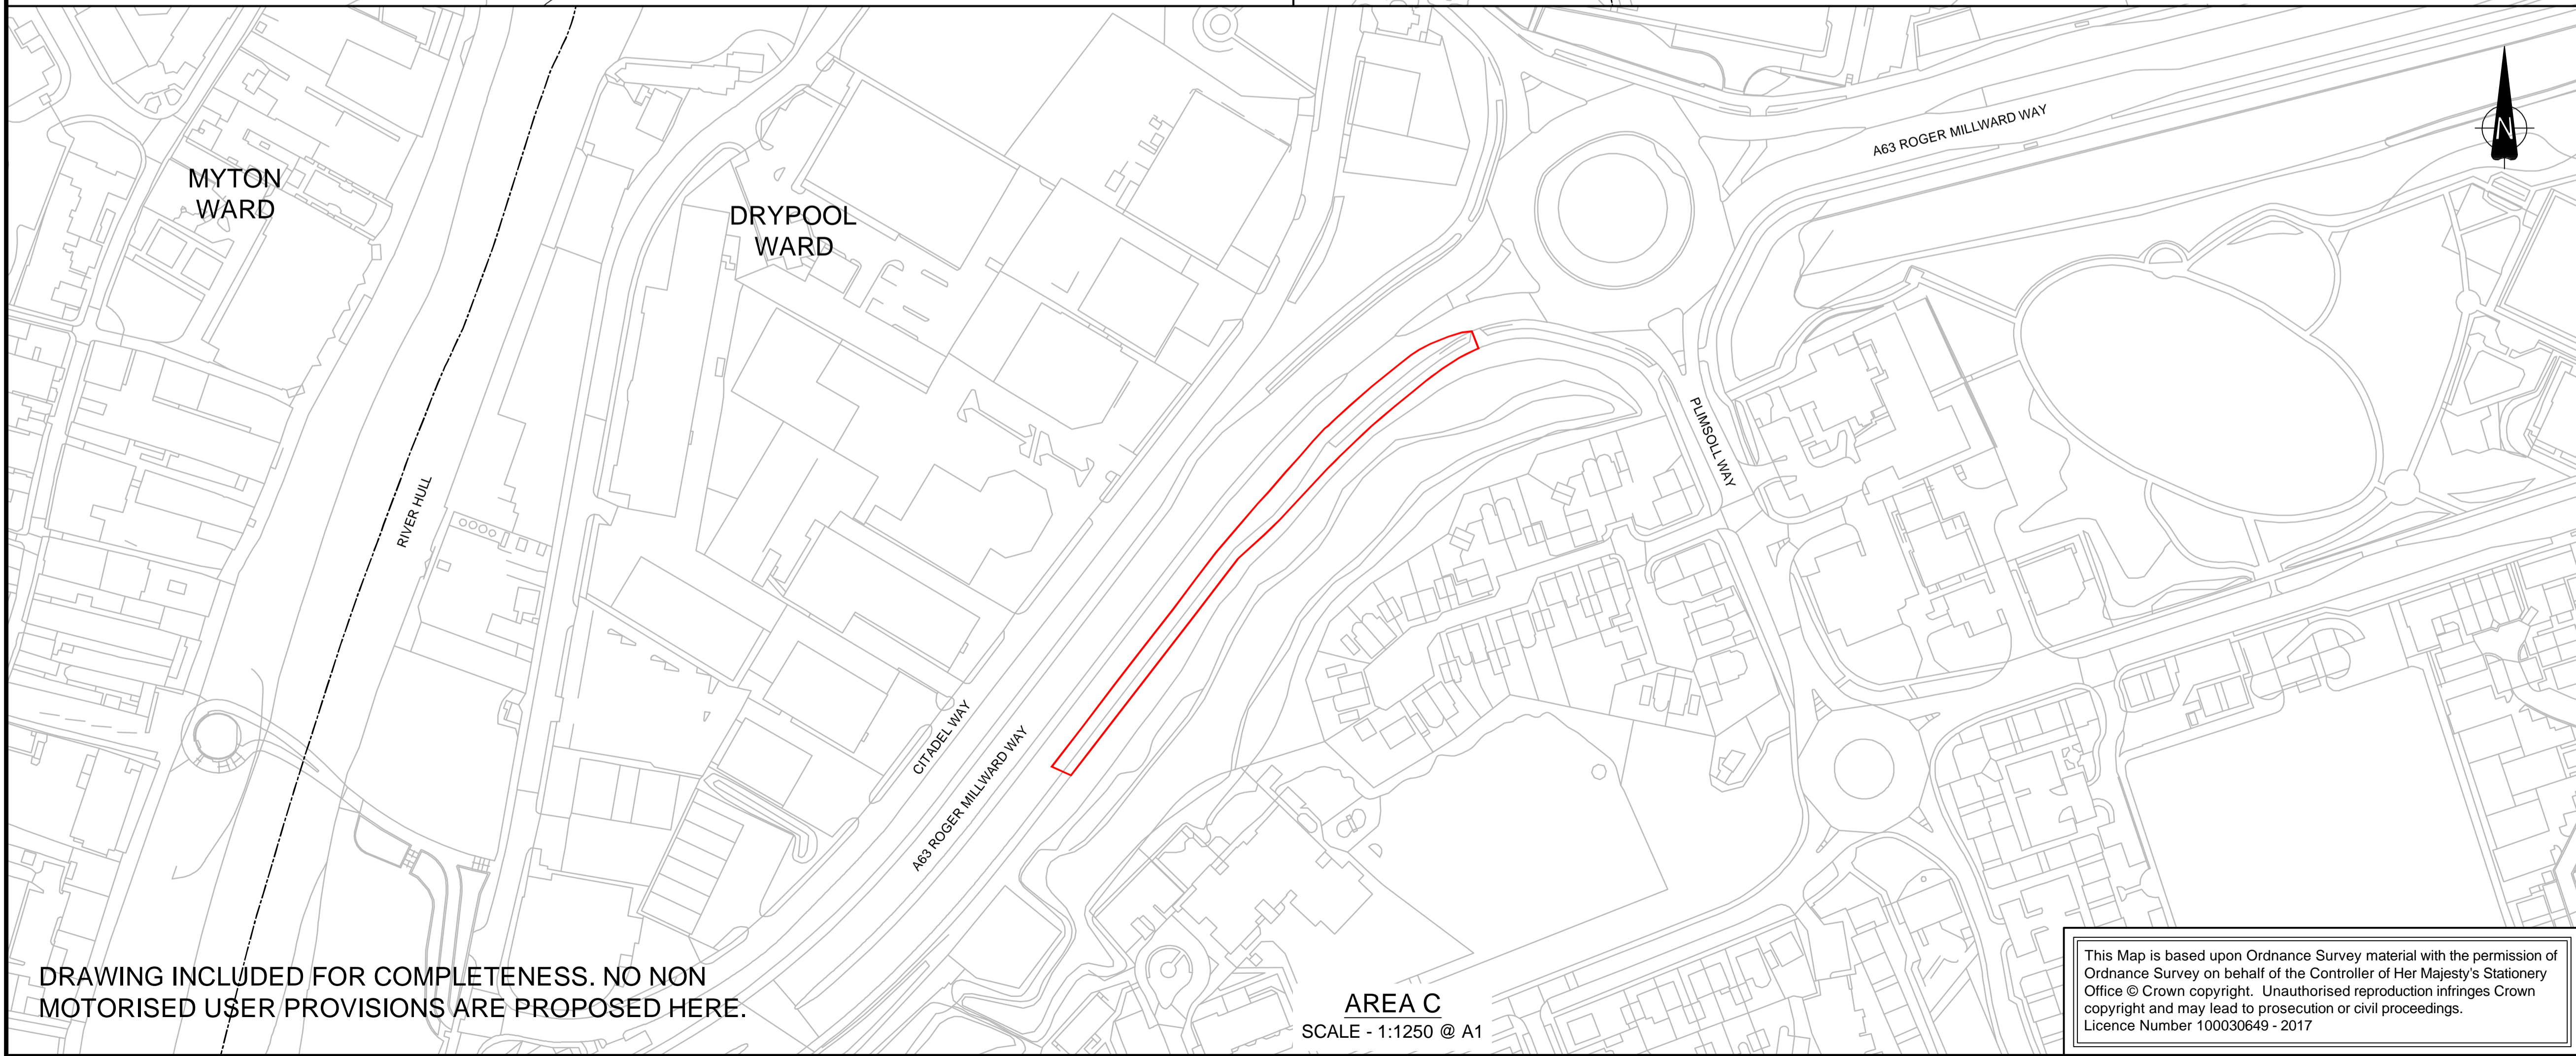 MYTON
WARD
DRYPOOL
WARD
A63 ROGER MILLWARD WAY
N
RIVER HULL
PLIMSOLL WAY
CITADEL WAY
A63 ROGER MILLWARD WAY
DRAWING INCLUDED FOR COMPLETENESS. NO NON
MOTORISED USER PROVISIONS ARE PROPOSED HERE.
AREA C
SCALE - 1:1250 @ A1
This Map is based upon Ordnance Survey material with the permission of
Ordnance Survey on behalf of the Controller of Her Majesty's Stationery
Office © Crown copyright. Unauthorised reproduction infringes Crown
copyright and may lead to prosecution or civil proceedings.
Licence Number 100030649 - 2017